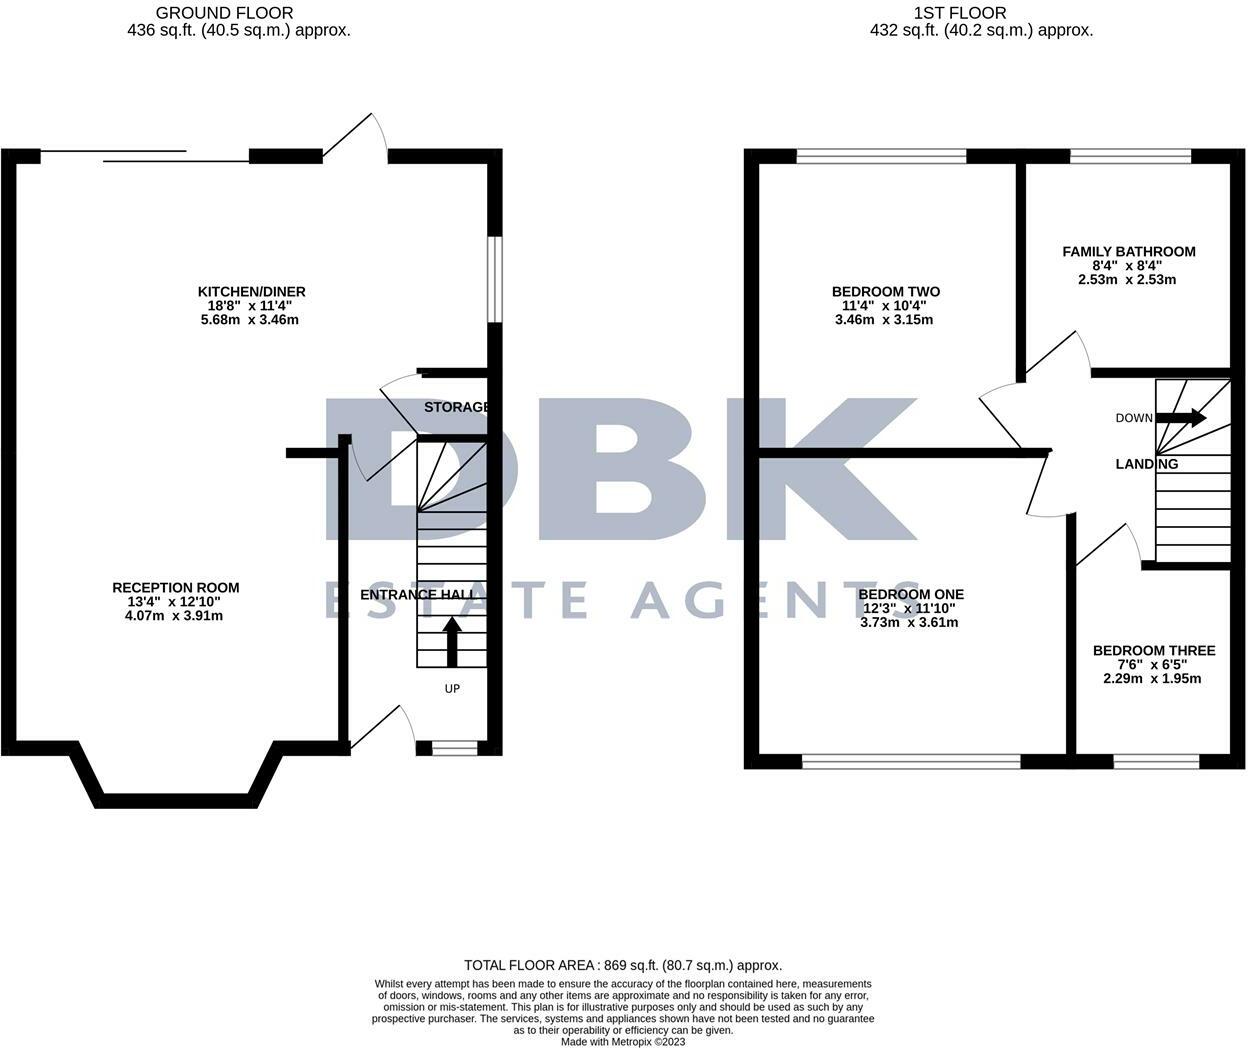 GROUND FLOOR
436 sq.ft. (40.5 sq.m.) approx.
1ST FLOOR
432 sq.ft. (40.2 sq.m.) approx.
KITCHEN/DINER
18'8" x 11'4"
5.68m x 3.46m
STORAGE
RECEPTION ROOM
13'4" x 12'10"
4.07m x 3.91m
ENTRANCE HALL
UP
BEDROOM TWO
11'4" x 10'4"
3.46m x 3.15m
FAMILY BATHROOM
8'4" x 8'4"
2.53m x 2.53m
DOWN
LANDING
BEDROOM ONE
12'3" x 11'10"
3.73m x 3.61m
BEDROOM THREE
7'6" x 6'5"
2.29m x 1.95m
DBK
ESTATE AGENTS
TOTAL FLOOR AREA : 869 sq.ft. (80.7 sq.m.) approx.
Whilst every attempt has been made to ensure the accuracy of the floorplan contained here, measurements
of doors, windows, rooms and any other items are approximate and no responsibility is taken for any error,
omission or mis-statement. This plan is for illustrative purposes only and should be used as such by any
prospective purchaser. The services, systems and appliances shown have not been tested and no guarantee
as to their operability or efficiency can be given.
Made with Metropix ©2023